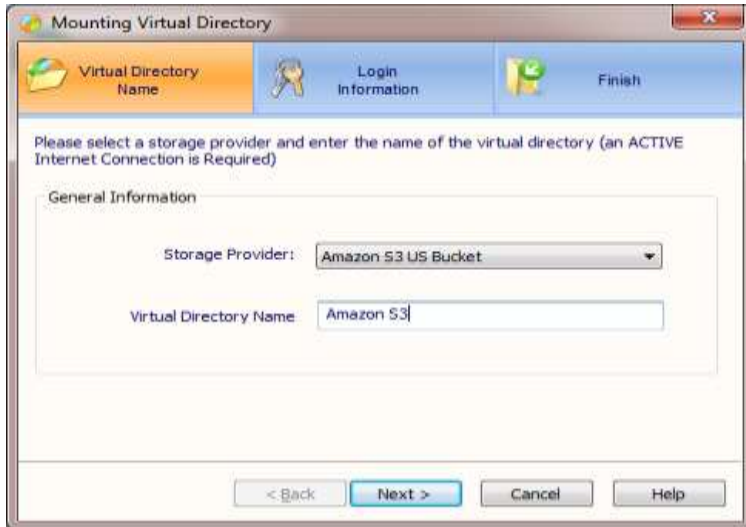 Mounting Virtual Directory
Virtual Directory
Name
Login
Information
Finish
Please select a storage provider and enter the name of the virtual directory (an ACTIVE
Internet Connection is Required)
General Information
Storage Provider:
Amazon S3 US Bucket
Virtual Directory Name
Amazon S3
< Back
Next >
Cancel
Help